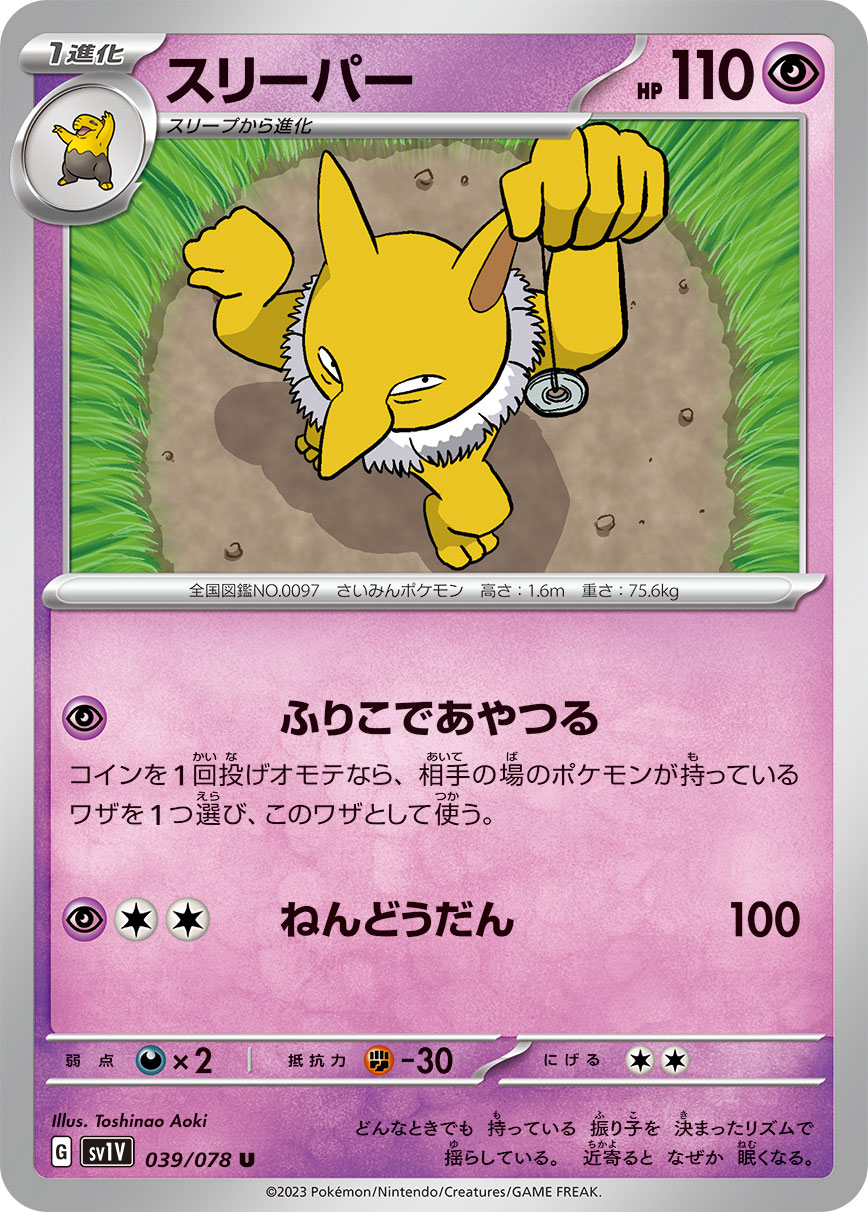 1進化
スリーパー
HP 110
スリープから進化
全国図鑑NO.0097 さいみんポケモン 高さ：1.6m 重さ：75.6kg
ふりこであやつる
コインを1回投げオモテなら、相手の場のポケモンが持っている
ワザを1つ選び、このワザとして使う。
ねんどうだん 100
弱点 ×2 抵抗力 -30 にげる
Illus. Toshinao Aoki
どんなときでも 持っている 振り子を 決まったリズムで
揺らしている。 近寄ると なぜか 眠くなる。
G sv1V 039/078 U
©2023 Pokémon/Nintendo/Creatures/GAME FREAK.